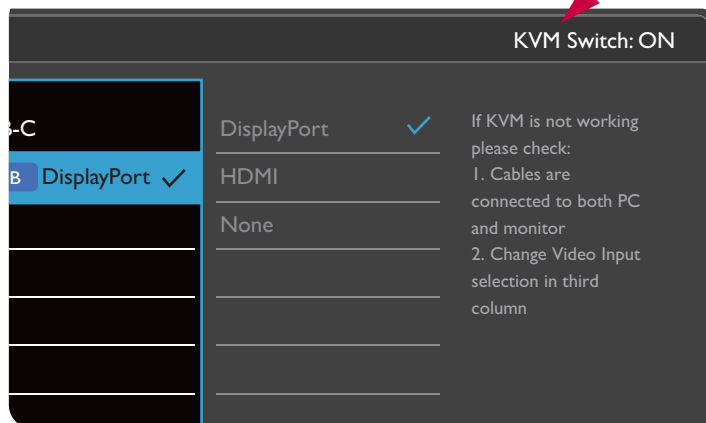 KVM Switch: ON
-C
B DisplayPort
DisplayPort
HDMI
None
If KVM is not working
please check:
1. Cables are
connected to both PC
and monitor
2. Change Video Input
selection in third
column